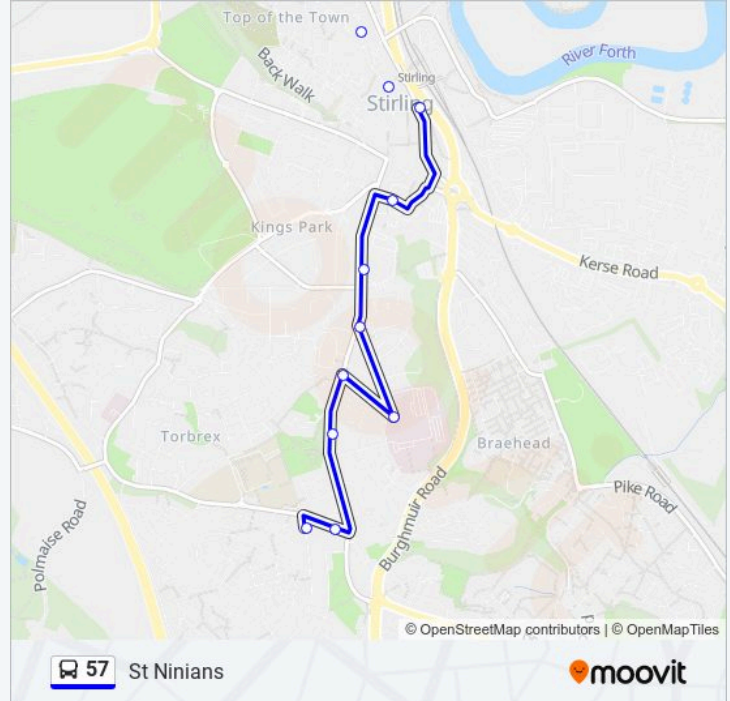 Top of the Town
Back Walk
River Forth
Stirling
Stirling
Kings Park
Kerse Road
Torbrex
Braehead
Pike Road
Burghmuir Road
Polmaise Road
© OpenStreetMap contributors | © OpenMapTiles
57 St Ninians
moovit